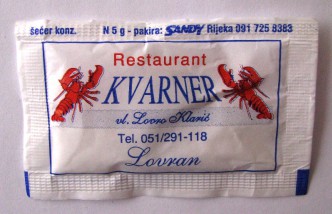 šećer konz. N 5 g - pakira: SANDY Rijeka 091 725 8383
Restaurant
KVARNER
vl. Lovro Klarić
Tel. 051/291-118
Lovran